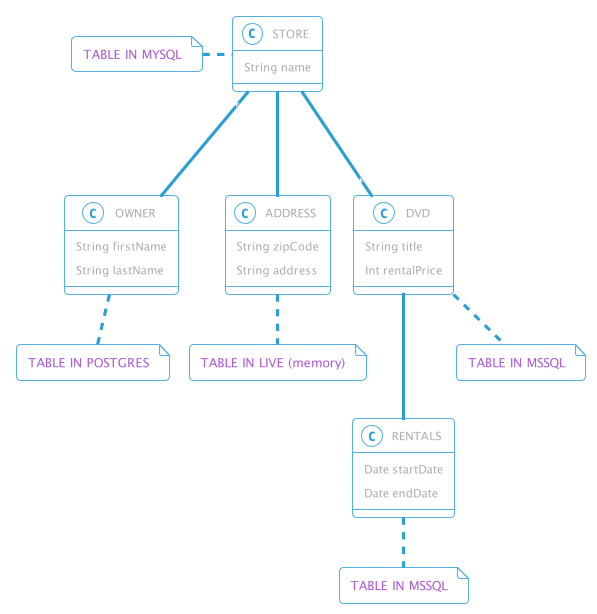 C STORE
TABLE IN MYSQL
String name
C OWNER
String firstName
String lastName
C ADDRESS
String zipCode
String address
C DVD
String title
Int rentalPrice
TABLE IN POSTGRES
TABLE IN LIVE (memory)
TABLE IN MSSQL
C RENTALS
Date startDate
Date endDate
TABLE IN MSSQL